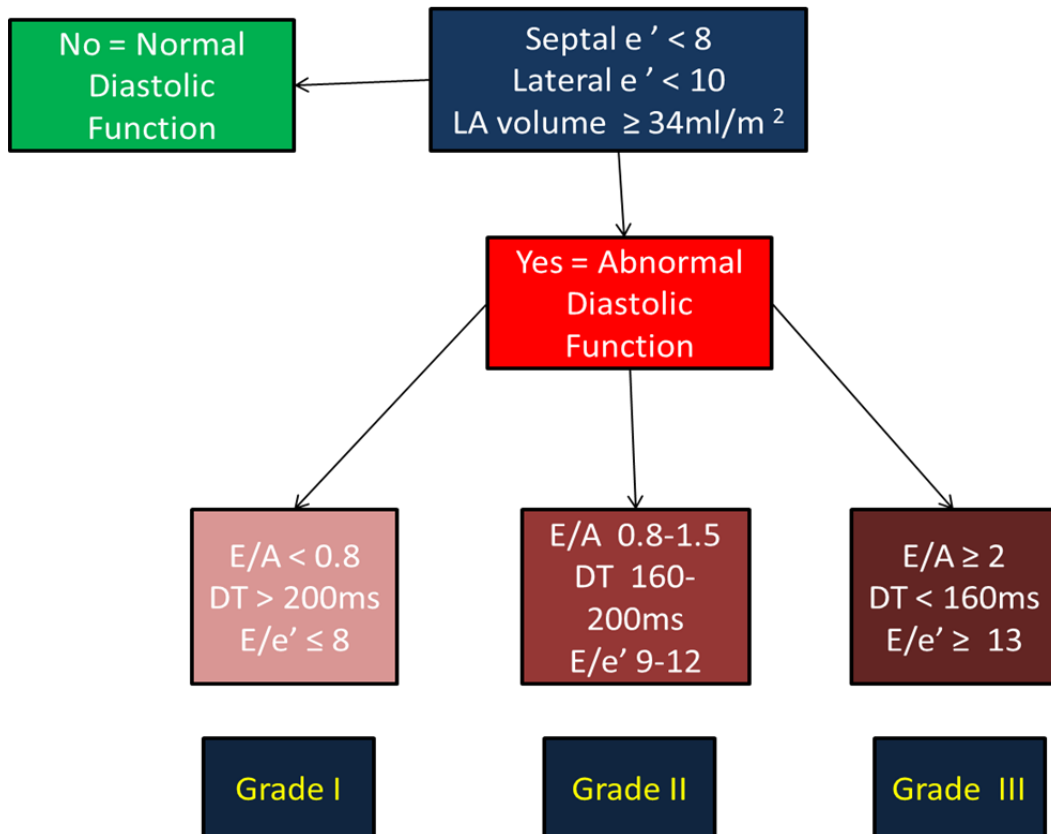 No = Normal
Diastolic
Function
Septal e ' < 8
Lateral e ' < 10
LA volume ≥ 34ml/m ²
Yes = Abnormal
Diastolic
Function
E/A < 0.8
DT > 200ms
E/e’ ≤ 8
E/A 0.8-1.5
DT 160-
200ms
E/e’ 9-12
E/A ≥ 2
DT < 160ms
E/e’ ≥ 13
Grade I
Grade II
Grade III